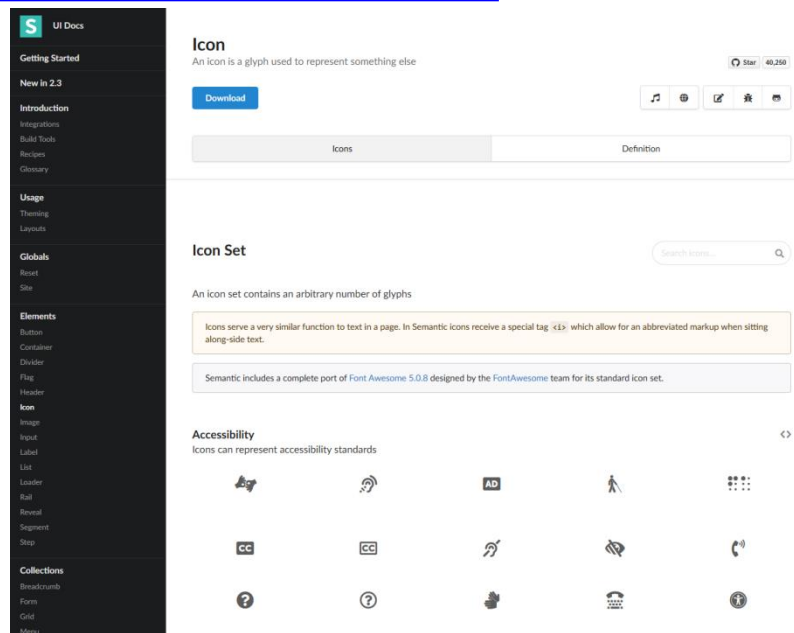 S UI Docs
Getting Started
New in 2.3
Introduction
Integrations
Build Tools
Recipes
Glossary
Usage
Theming
Layouts
Globals
Reset
Site
Elements
Button
Container
Divider
Flag
Header
Icon
Image
Input
Label
List
Loader
Rail
Reveal
Segment
Step
Collections
Breadcrumb
Form
Grid
Menu
Icon
An icon is a glyph used to represent something else
Star 40,250
Download
Icons Definition
Icon Set
Search icons...
An icon set contains an arbitrary number of glyphs
Icons serve a very similar function to text in a page. In Semantic icons receive a special tag <i> which allow for an abbreviated markup when sitting
along-side text.
Semantic includes a complete port of Font Awesome 5.0.8 designed by the FontAwesome team for its standard icon set.
Accessibility
Icons can represent accessibility standards
AD
CC CC
? ?